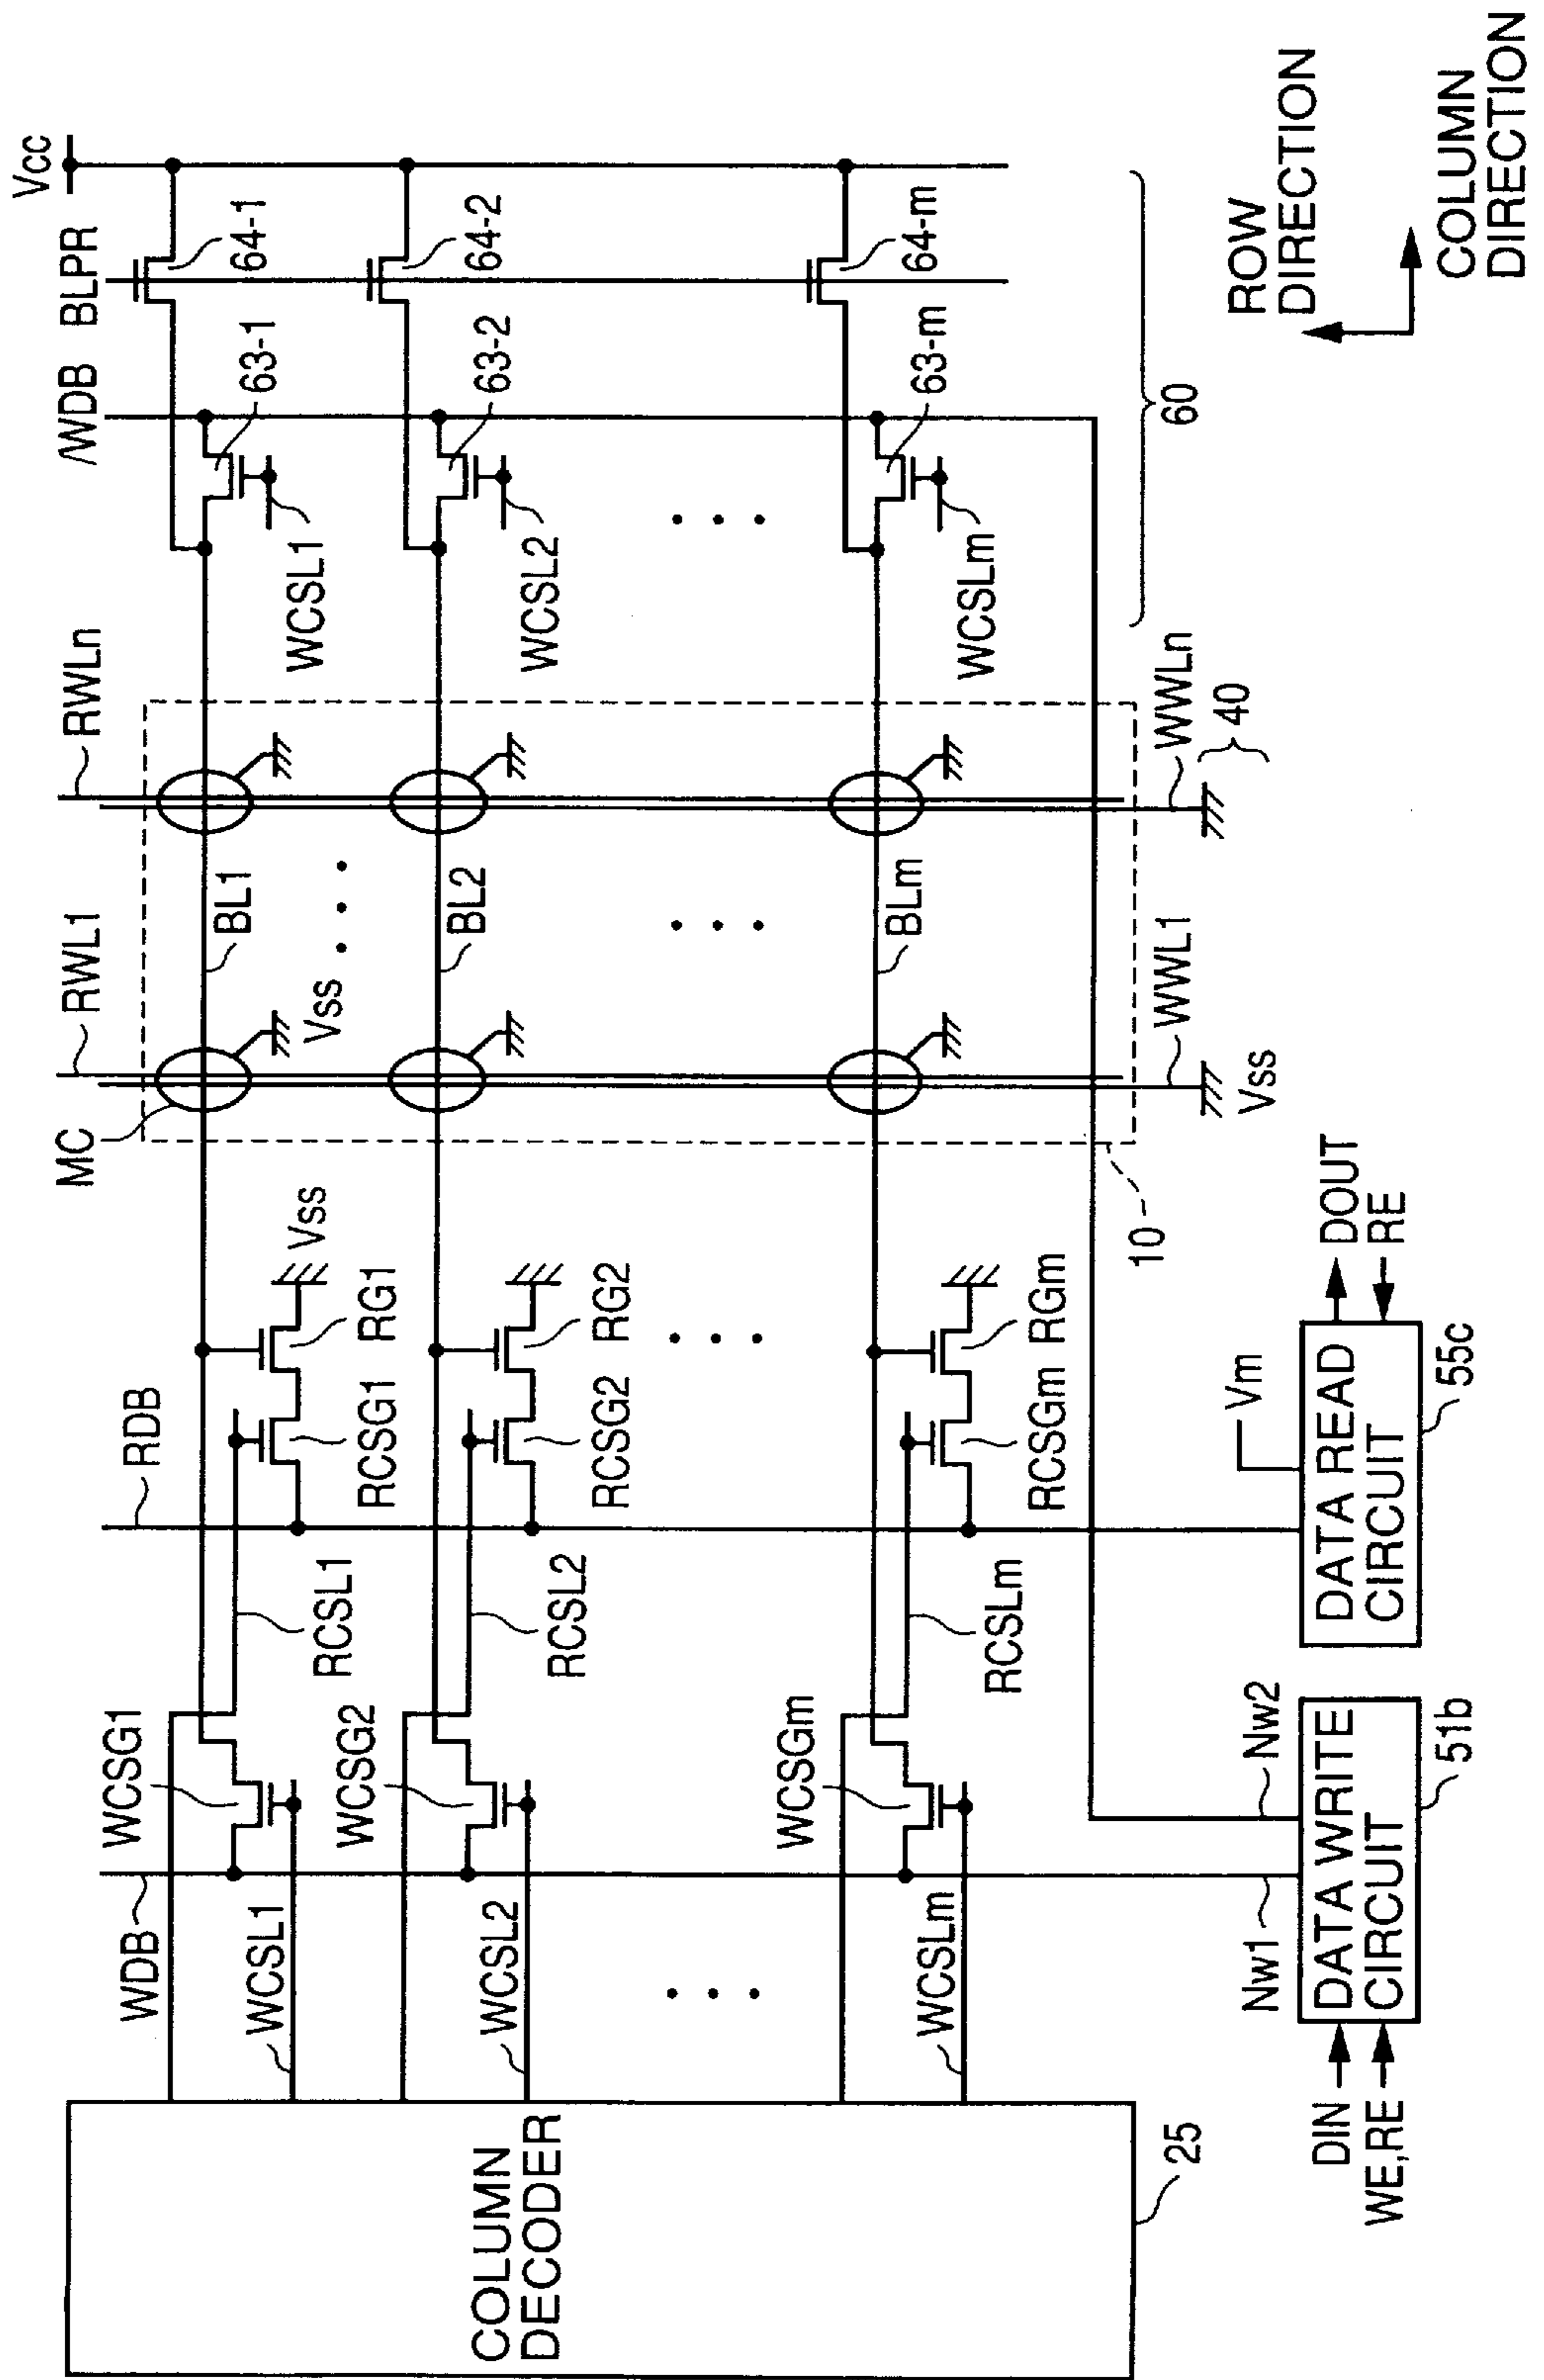 Vcc
BLPR
/WDB
64-1
64-2
64-m
63-1
63-2
63-m
WCSL1
WCSL2
WCSLm
60
ROW
DIRECTION
COLUMN
DIRECTION
RWLn
RWL1
BL1
BL2
BLm
Vss
MC
WWLn
40
WWL1
Vss
10
Vss
RG1
RG2
RGm
RCSG1
RCSG2
RCSGm
RDB
RCSL1
RCSL2
RCSLm
Vm
DOUT
RE
DATA READ
CIRCUIT
55c
WCSG1
WCSG2
WCSGm
WDB
WCSL1
WCSL2
WCSLm
Nw2
Nw1
DATA WRITE
CIRCUIT
51b
DIN
WE,RE
COLUMN
DECODER
25